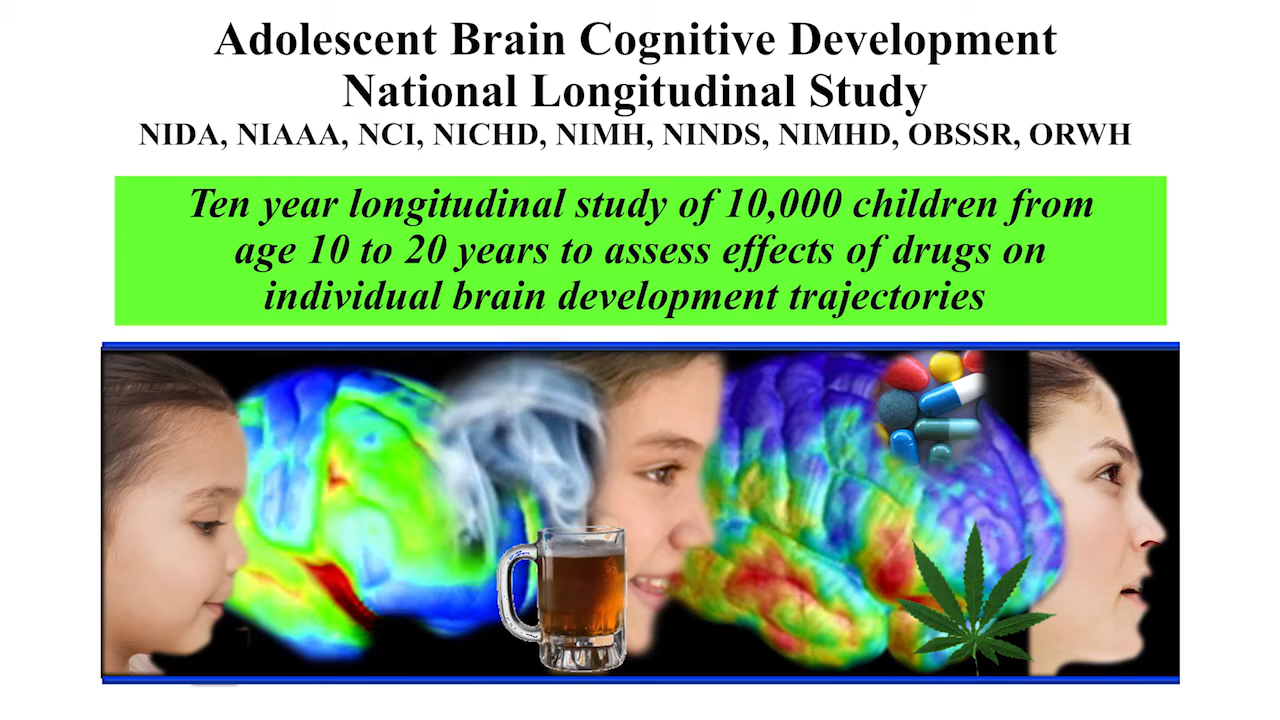 Adolescent Brain Cognitive Development
National Longitudinal Study
NIDA, NIAAA, NCI, NICHD, NIMH, NINDS, NIMHD, OBSSR, ORWH
Ten year longitudinal study of 10,000 children from
age 10 to 20 years to assess effects of drugs on
individual brain development trajectories